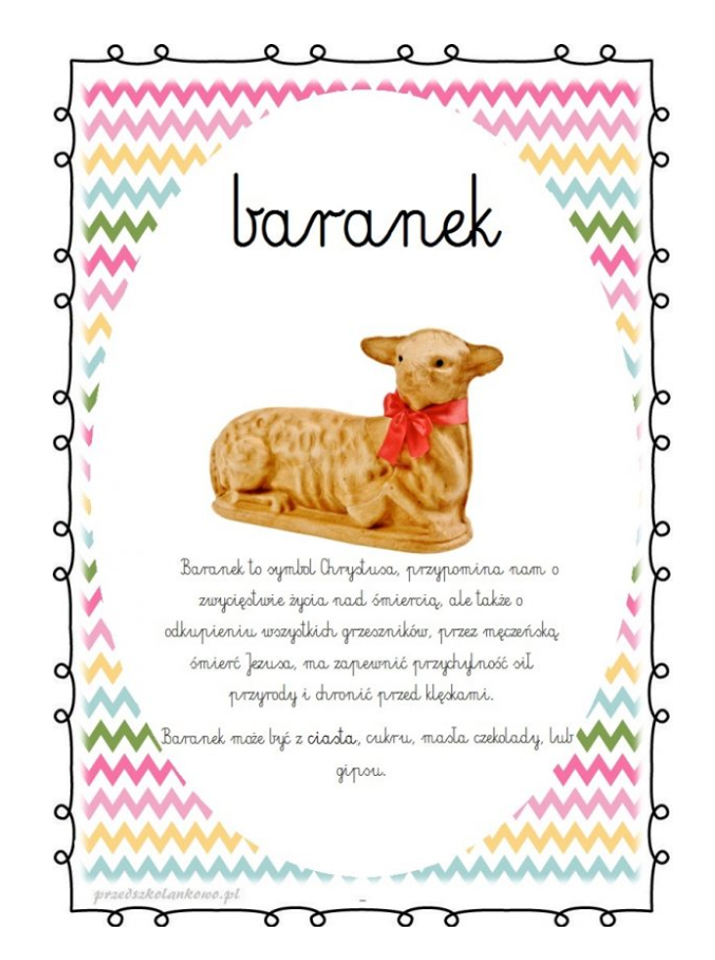 baranek
Baranek to symbol Chrystusa, przypomina nam o
zwycięstwie życia nad śmiercią, ale także o
odkupieniu wszystkich grzeszników, przez męczeńską
śmierć Jezusa, ma zapewnić przychylność sił
przyrody i chronić przed klęskami.
Baranek może być z ciasta, cukru, masła czekolady, lub
gipsu.
przedszkolankowo.pl